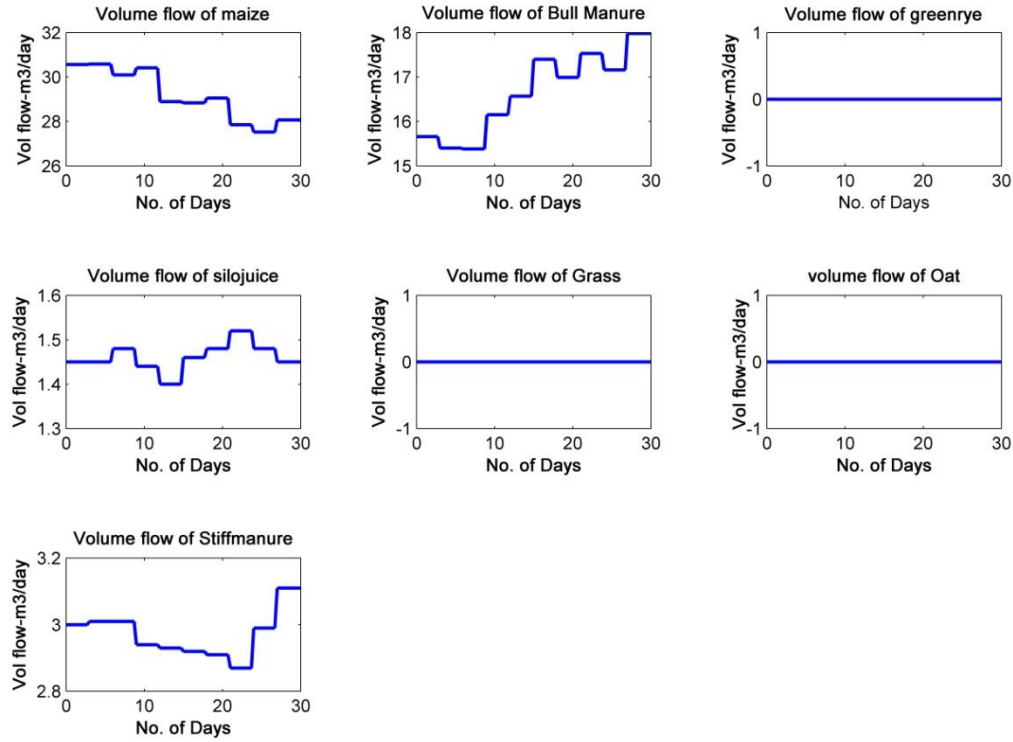 Volume flow of maize
Vol flow-m3/day
32
30
28
26
0
10
20
30
No. of Days
Volume flow of Bull Manure
Vol flow-m3/day
18
17
16
15
0
10
20
30
No. of Days
Volume flow of greenrye
Vol flow-m3/day
1
0
-1
0
10
20
30
No. of Days
Volume flow of silojuice
Vol flow-m3/day
1.6
1.5
1.4
1.3
0
10
20
30
No. of Days
Volume flow of Grass
Vol flow-m3/day
1
0
-1
0
10
20
30
No. of Days
volume flow of Oat
Vol flow-m3/day
1
0
-1
0
10
20
30
No. of Days
Volume flow of Stiffmanure
Vol flow-m3/day
3.2
3
2.8
0
10
20
30
No. of Days